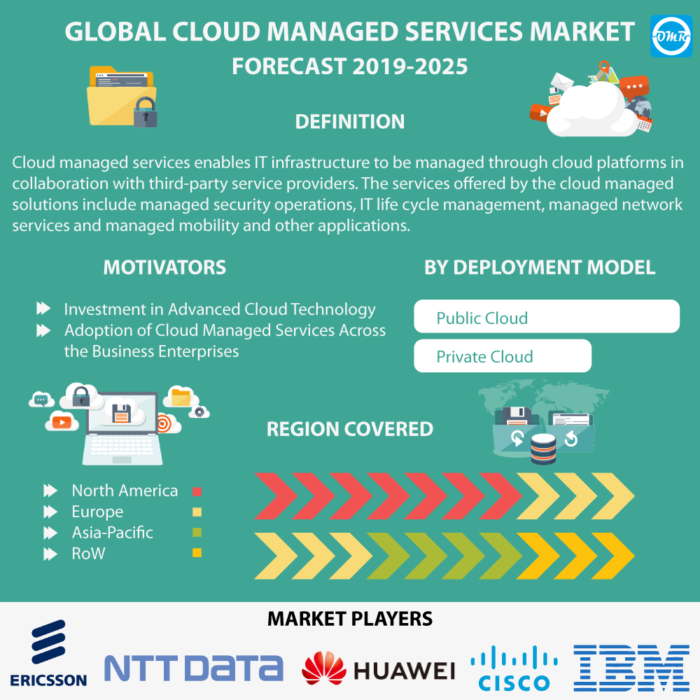 GLOBAL CLOUD MANAGED SERVICES MARKET
OMR
FORECAST 2019-2025
DEFINITION
Cloud managed services enables IT infrastructure to be managed through cloud platforms in
collaboration with third-party service providers. The services offered by the cloud managed
solutions include managed security operations, IT life cycle management, managed network
services and managed mobility and other applications.
MOTIVATORS
Investment in Advanced Cloud Technology
Adoption of Cloud Managed Services Across
the Business Enterprises
BY DEPLOYMENT MODEL
Public Cloud
Private Cloud
REGION COVERED
North America
Europe
Asia-Pacific
RoW
MARKET PLAYERS
ERICSSON
NTT DATA
HUAWEI
CISCO
IBM